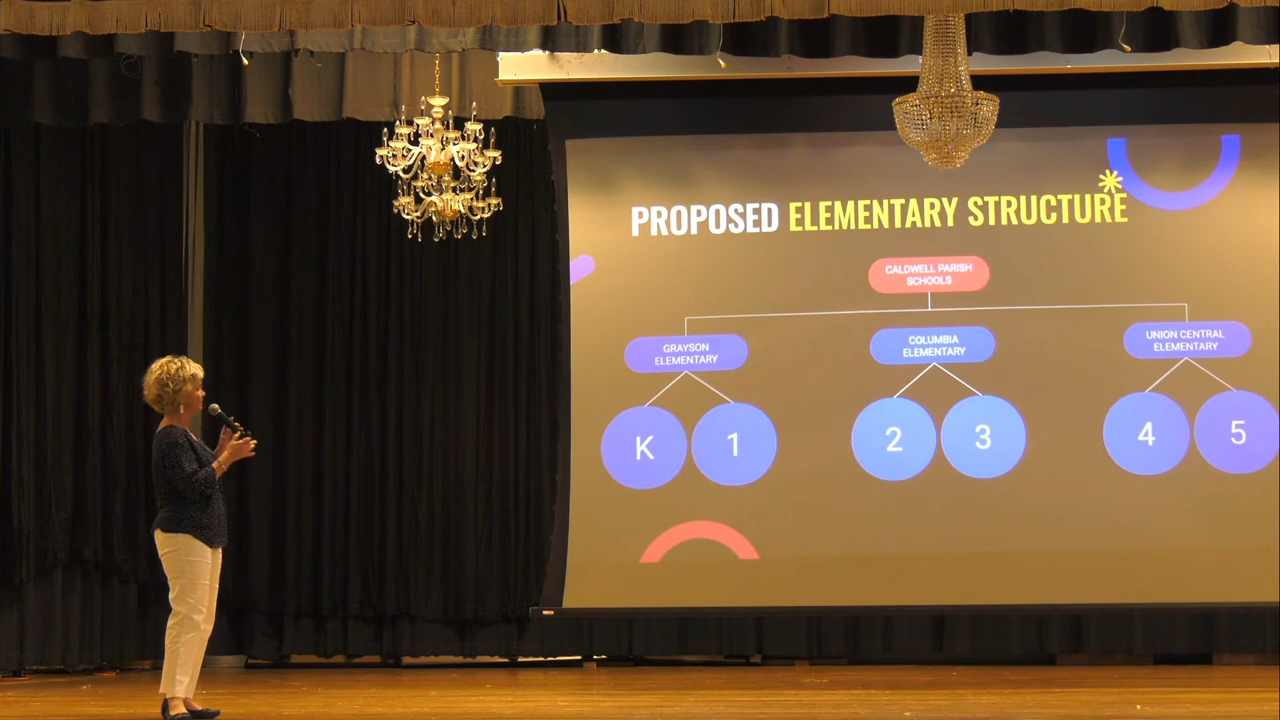 PROPOSED ELEMENTARY STRUCTURE
CALDWELL PARISH
SCHOOLS
GRAYSON
ELEMENTARY
COLUMBIA
ELEMENTARY
UNION CENTRAL
ELEMENTARY
K
1
2
3
4
5